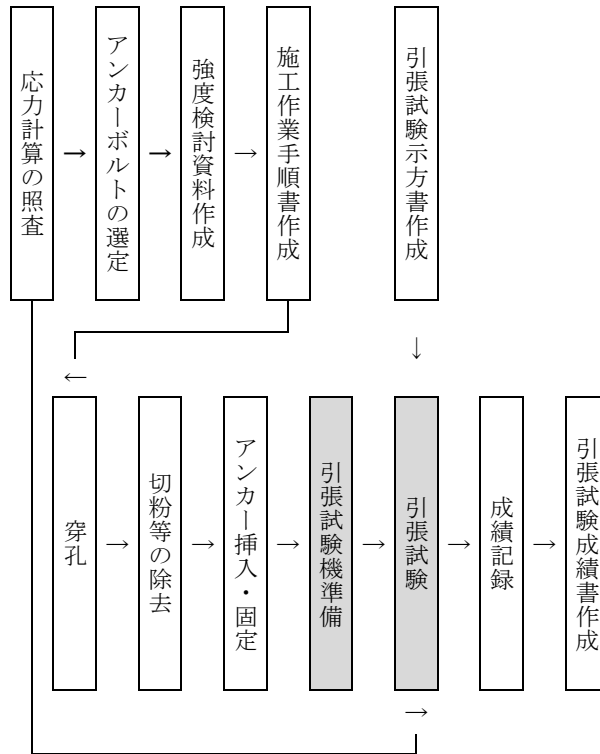 応力計算の照査
→
アンカーボルトの選定
→
強度検討資料作成
→
施工作業手順書作成
引張試験示方書作成
↓
←
穿孔
→
切粉等の除去
→
アンカー挿入・固定
→
引張試験機準備
→
引張試験
→
成績記録
→
引張試験成績書作成
→